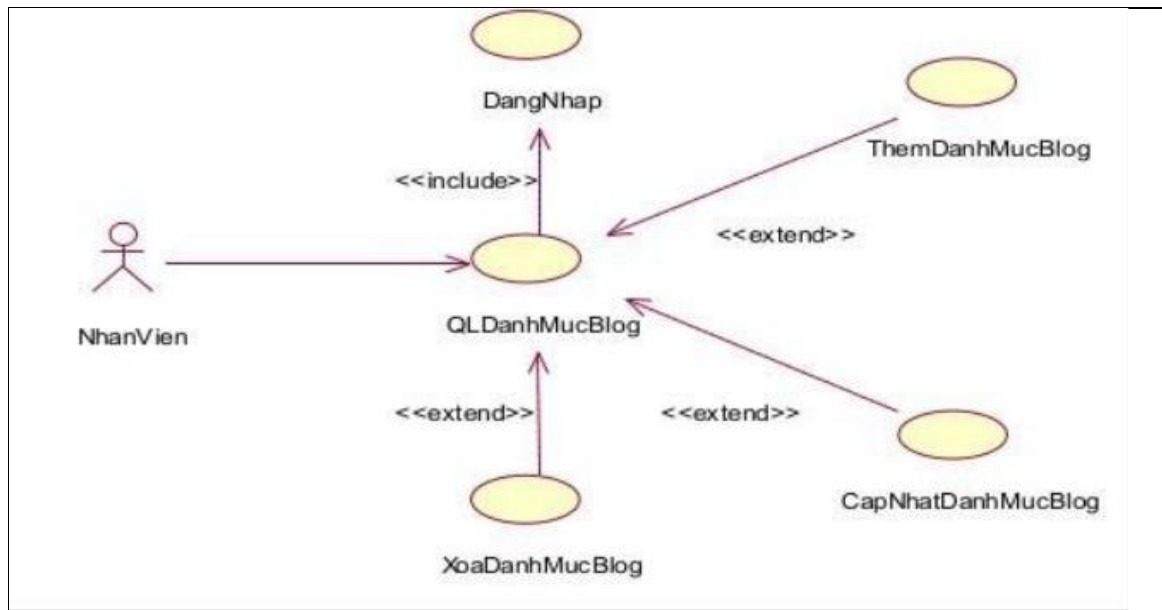 DangNhap
ThemDanhMucBlog
<<include>>
<<extend>>
NhanVien
QLDanhMucBlog
<<extend>>
<<extend>>
CapNhatDanhMucBlog
XoaDanhMucBlog